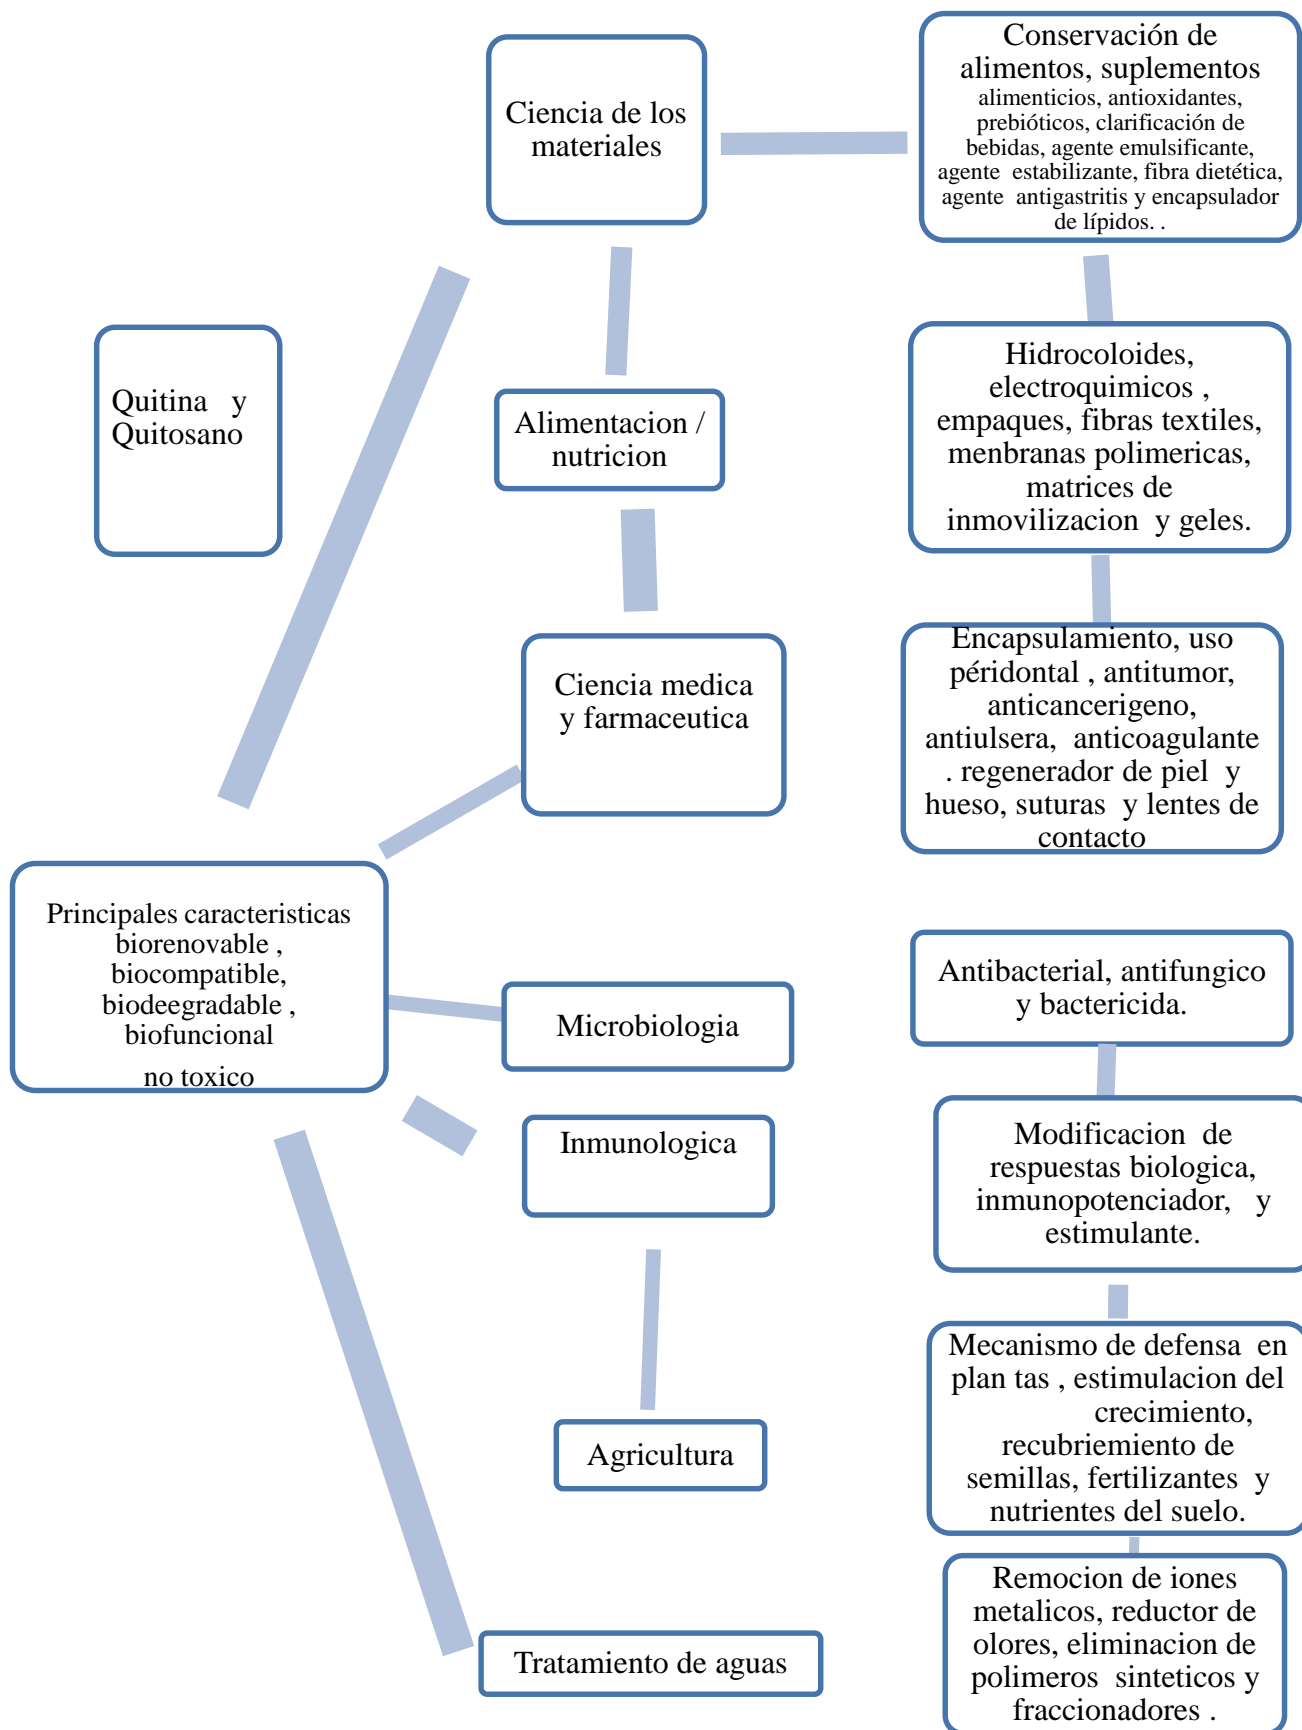 Ciencia de los
materiales
Conservación de
alimentos, suplementos
alimenticios, antioxidantes,
prebióticos, clarificación de
bebidas, agente emulsificante,
agente estabilizante, fibra dietética,
agente antigastritis y encapsulador
de lípidos. .
Quitina y
Quitosano
Alimentacion /
nutricion
Hidrocoloides,
electroquimicos ,
empaques, fibras textiles,
menbranas polimericas,
matrices de
inmovilizacion y geles.
Ciencia medica
y farmaceutica
Encapsulamiento, uso
péridontal , antitumor,
anticancerigeno,
antiulsera, anticoagulante
. regenerador de piel y
hueso, suturas y lentes de
contacto
Principales caracteristicas
biorenovable ,
biocompatible,
biodeegradable ,
biofuncional
no toxico
Microbiologia
Antibacterial, antifungico
y bactericida.
Inmunologica
Modificacion de
respuestas biologica,
inmunopotenciador, y
estimulante.
Agricultura
Mecanismo de defensa en
plan tas , estimulacion del
crecimiento,
recubriemiento de
semillas, fertilizantes y
nutrientes del suelo.
Tratamiento de aguas
Remocion de iones
metalicos, reductor de
olores, eliminacion de
polimeros sinteticos y
fraccionadores .